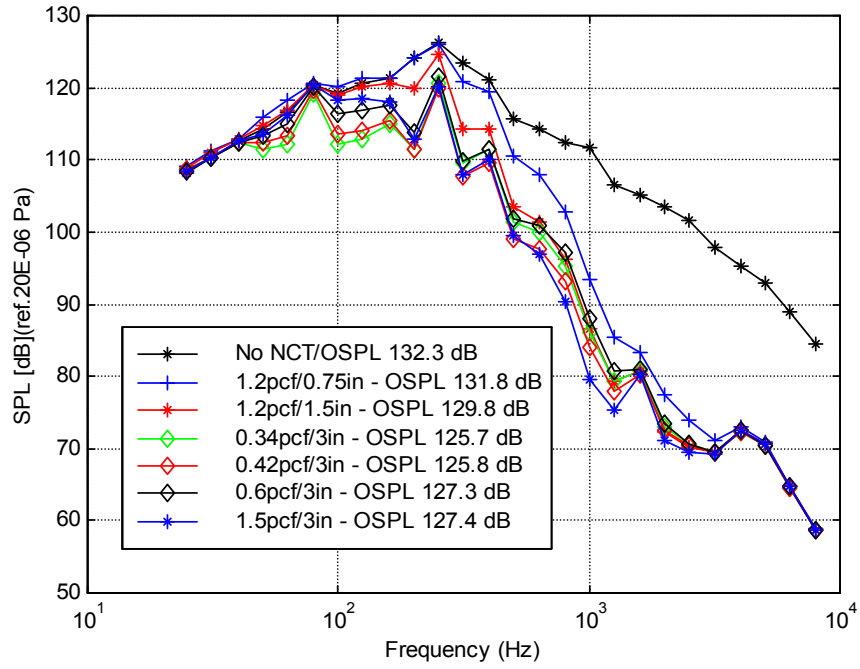 130
120
110
100
90
80
70
60
50
SPL [dB](ref.20E-06 Pa)
No NCT/OSPL 132.3 dB
1.2pcf/0.75in - OSPL 131.8 dB
1.2pcf/1.5in - OSPL 129.8 dB
0.34pcf/3in - OSPL 125.7 dB
0.42pcf/3in - OSPL 125.8 dB
0.6pcf/3in - OSPL 127.3 dB
1.5pcf/3in - OSPL 127.4 dB
10¹ 10² 10³ 10⁴
Frequency (Hz)